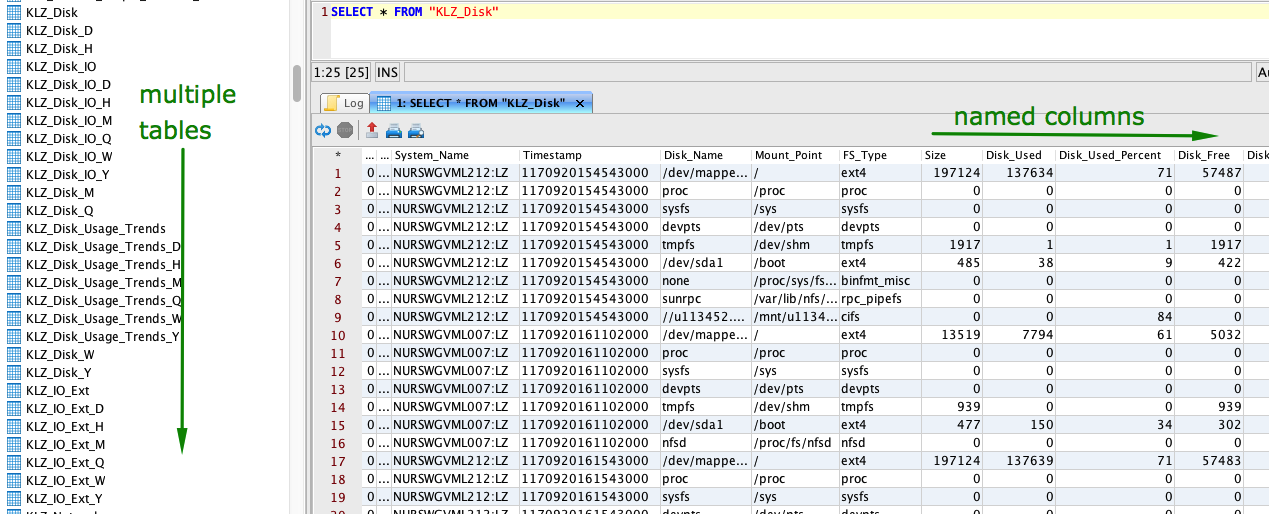 KLZ_Disk
KLZ_Disk_D
KLZ_Disk_H
KLZ_Disk_IO
KLZ_Disk_IO_D
KLZ_Disk_IO_H
KLZ_Disk_IO_M
KLZ_Disk_IO_Q
KLZ_Disk_IO_W
KLZ_Disk_IO_Y
KLZ_Disk_M
KLZ_Disk_Q
KLZ_Disk_Usage_Trends
KLZ_Disk_Usage_Trends_D
KLZ_Disk_Usage_Trends_H
KLZ_Disk_Usage_Trends_M
KLZ_Disk_Usage_Trends_Q
KLZ_Disk_Usage_Trends_W
KLZ_Disk_Usage_Trends_Y
KLZ_Disk_W
KLZ_Disk_Y
KLZ_IO_Ext
KLZ_IO_Ext_D
KLZ_IO_Ext_H
KLZ_IO_Ext_M
KLZ_IO_Ext_Q
KLZ_IO_Ext_W
KLZ_IO_Ext_Y
multiple
tables
1 SELECT * FROM "KLZ_Disk"
1:25 [25] INS
Log 1: SELECT * FROM "KLZ_Disk" ×
named columns
* ... ... System_Name Timestamp Disk_Name Mount_Point FS_Type Size Disk_Used Disk_Used_Percent Disk_Free Disk
1 0 ... NURSWGVML212:LZ 1170920154543000 /dev/mappe... / ext4 197124 137634 71 57487
2 0 ... NURSWGVML212:LZ 1170920154543000 proc /proc proc 0 0 0 0
3 0 ... NURSWGVML212:LZ 1170920154543000 sysfs /sys sysfs 0 0 0 0
4 0 ... NURSWGVML212:LZ 1170920154543000 devpts /dev/pts devpts 0 0 0 0
5 0 ... NURSWGVML212:LZ 1170920154543000 tmpfs /dev/shm tmpfs 1917 1 1 1917
6 0 ... NURSWGVML212:LZ 1170920154543000 /dev/sda1 /boot ext4 485 38 9 422
7 0 ... NURSWGVML212:LZ 1170920154543000 none /proc/sys/fs... binfmt_misc 0 0 0 0
8 0 ... NURSWGVML212:LZ 1170920154543000 sunrpc /var/lib/nfs/... rpc_pipefs 0 0 0 0
9 0 ... NURSWGVML212:LZ 1170920154543000 //u113452.... /mnt/u1134... cifs 0 0 84 0
10 0 ... NURSWGVML007:LZ 1170920161102000 /dev/mappe... / ext4 13519 7794 61 5032
11 0 ... NURSWGVML007:LZ 1170920161102000 proc /proc proc 0 0 0 0
12 0 ... NURSWGVML007:LZ 1170920161102000 sysfs /sys sysfs 0 0 0 0
13 0 ... NURSWGVML007:LZ 1170920161102000 devpts /dev/pts devpts 0 0 0 0
14 0 ... NURSWGVML007:LZ 1170920161102000 tmpfs /dev/shm tmpfs 939 0 0 939
15 0 ... NURSWGVML007:LZ 1170920161102000 /dev/sda1 /boot ext4 477 150 34 302
16 0 ... NURSWGVML007:LZ 1170920161102000 nfsd /proc/fs/nfsd nfsd 0 0 0 0
17 0 ... NURSWGVML212:LZ 1170920161543000 /dev/mappe... / ext4 197124 137639 71 57483
18 0 ... NURSWGVML212:LZ 1170920161543000 proc /proc proc 0 0 0 0
19 0 ... NURSWGVML212:LZ 1170920161543000 sysfs /sys sysfs 0 0 0 0